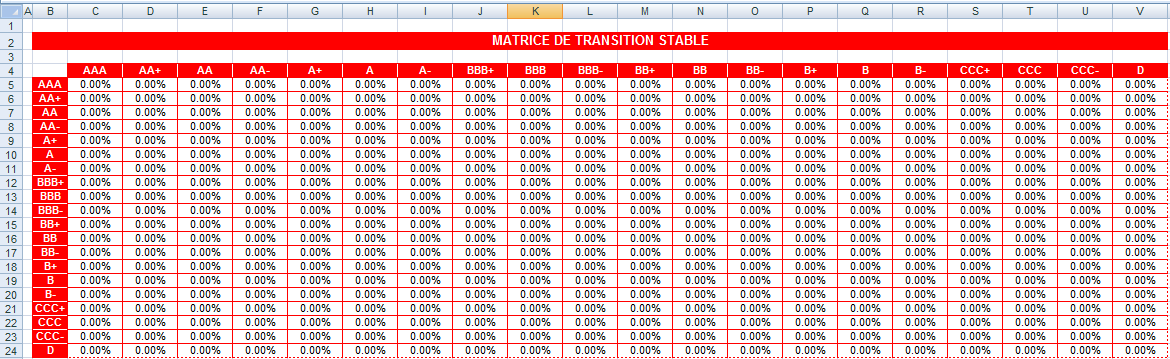 A B C D E F G H I J K L M N O P Q R S T U V
1
2 MATRICE DE TRANSITION STABLE
3
4 AAA AA+ AA AA- A+ A A- BBB+ BBB BBB- BB+ BB BB- B+ B B- CCC+ CCC CCC- D
5 AAA 0.00% 0.00% 0.00% 0.00% 0.00% 0.00% 0.00% 0.00% 0.00% 0.00% 0.00% 0.00% 0.00% 0.00% 0.00% 0.00% 0.00% 0.00% 0.00% 0.00%
6 AA+ 0.00% 0.00% 0.00% 0.00% 0.00% 0.00% 0.00% 0.00% 0.00% 0.00% 0.00% 0.00% 0.00% 0.00% 0.00% 0.00% 0.00% 0.00% 0.00% 0.00%
7 AA 0.00% 0.00% 0.00% 0.00% 0.00% 0.00% 0.00% 0.00% 0.00% 0.00% 0.00% 0.00% 0.00% 0.00% 0.00% 0.00% 0.00% 0.00% 0.00% 0.00%
8 AA- 0.00% 0.00% 0.00% 0.00% 0.00% 0.00% 0.00% 0.00% 0.00% 0.00% 0.00% 0.00% 0.00% 0.00% 0.00% 0.00% 0.00% 0.00% 0.00% 0.00%
9 A+ 0.00% 0.00% 0.00% 0.00% 0.00% 0.00% 0.00% 0.00% 0.00% 0.00% 0.00% 0.00% 0.00% 0.00% 0.00% 0.00% 0.00% 0.00% 0.00% 0.00%
10 A 0.00% 0.00% 0.00% 0.00% 0.00% 0.00% 0.00% 0.00% 0.00% 0.00% 0.00% 0.00% 0.00% 0.00% 0.00% 0.00% 0.00% 0.00% 0.00% 0.00%
11 A- 0.00% 0.00% 0.00% 0.00% 0.00% 0.00% 0.00% 0.00% 0.00% 0.00% 0.00% 0.00% 0.00% 0.00% 0.00% 0.00% 0.00% 0.00% 0.00% 0.00%
12 BBB+ 0.00% 0.00% 0.00% 0.00% 0.00% 0.00% 0.00% 0.00% 0.00% 0.00% 0.00% 0.00% 0.00% 0.00% 0.00% 0.00% 0.00% 0.00% 0.00% 0.00%
13 BBB 0.00% 0.00% 0.00% 0.00% 0.00% 0.00% 0.00% 0.00% 0.00% 0.00% 0.00% 0.00% 0.00% 0.00% 0.00% 0.00% 0.00% 0.00% 0.00% 0.00%
14 BBB- 0.00% 0.00% 0.00% 0.00% 0.00% 0.00% 0.00% 0.00% 0.00% 0.00% 0.00% 0.00% 0.00% 0.00% 0.00% 0.00% 0.00% 0.00% 0.00% 0.00%
15 BB+ 0.00% 0.00% 0.00% 0.00% 0.00% 0.00% 0.00% 0.00% 0.00% 0.00% 0.00% 0.00% 0.00% 0.00% 0.00% 0.00% 0.00% 0.00% 0.00% 0.00%
16 BB 0.00% 0.00% 0.00% 0.00% 0.00% 0.00% 0.00% 0.00% 0.00% 0.00% 0.00% 0.00% 0.00% 0.00% 0.00% 0.00% 0.00% 0.00% 0.00% 0.00%
17 BB- 0.00% 0.00% 0.00% 0.00% 0.00% 0.00% 0.00% 0.00% 0.00% 0.00% 0.00% 0.00% 0.00% 0.00% 0.00% 0.00% 0.00% 0.00% 0.00% 0.00%
18 B+ 0.00% 0.00% 0.00% 0.00% 0.00% 0.00% 0.00% 0.00% 0.00% 0.00% 0.00% 0.00% 0.00% 0.00% 0.00% 0.00% 0.00% 0.00% 0.00% 0.00%
19 B 0.00% 0.00% 0.00% 0.00% 0.00% 0.00% 0.00% 0.00% 0.00% 0.00% 0.00% 0.00% 0.00% 0.00% 0.00% 0.00% 0.00% 0.00% 0.00% 0.00%
20 B- 0.00% 0.00% 0.00% 0.00% 0.00% 0.00% 0.00% 0.00% 0.00% 0.00% 0.00% 0.00% 0.00% 0.00% 0.00% 0.00% 0.00% 0.00% 0.00% 0.00%
21 CCC+ 0.00% 0.00% 0.00% 0.00% 0.00% 0.00% 0.00% 0.00% 0.00% 0.00% 0.00% 0.00% 0.00% 0.00% 0.00% 0.00% 0.00% 0.00% 0.00% 0.00%
22 CCC 0.00% 0.00% 0.00% 0.00% 0.00% 0.00% 0.00% 0.00% 0.00% 0.00% 0.00% 0.00% 0.00% 0.00% 0.00% 0.00% 0.00% 0.00% 0.00% 0.00%
23 CCC- 0.00% 0.00% 0.00% 0.00% 0.00% 0.00% 0.00% 0.00% 0.00% 0.00% 0.00% 0.00% 0.00% 0.00% 0.00% 0.00% 0.00% 0.00% 0.00% 0.00%
24 D 0.00% 0.00% 0.00% 0.00% 0.00% 0.00% 0.00% 0.00% 0.00% 0.00% 0.00% 0.00% 0.00% 0.00% 0.00% 0.00% 0.00% 0.00% 0.00% 0.00%